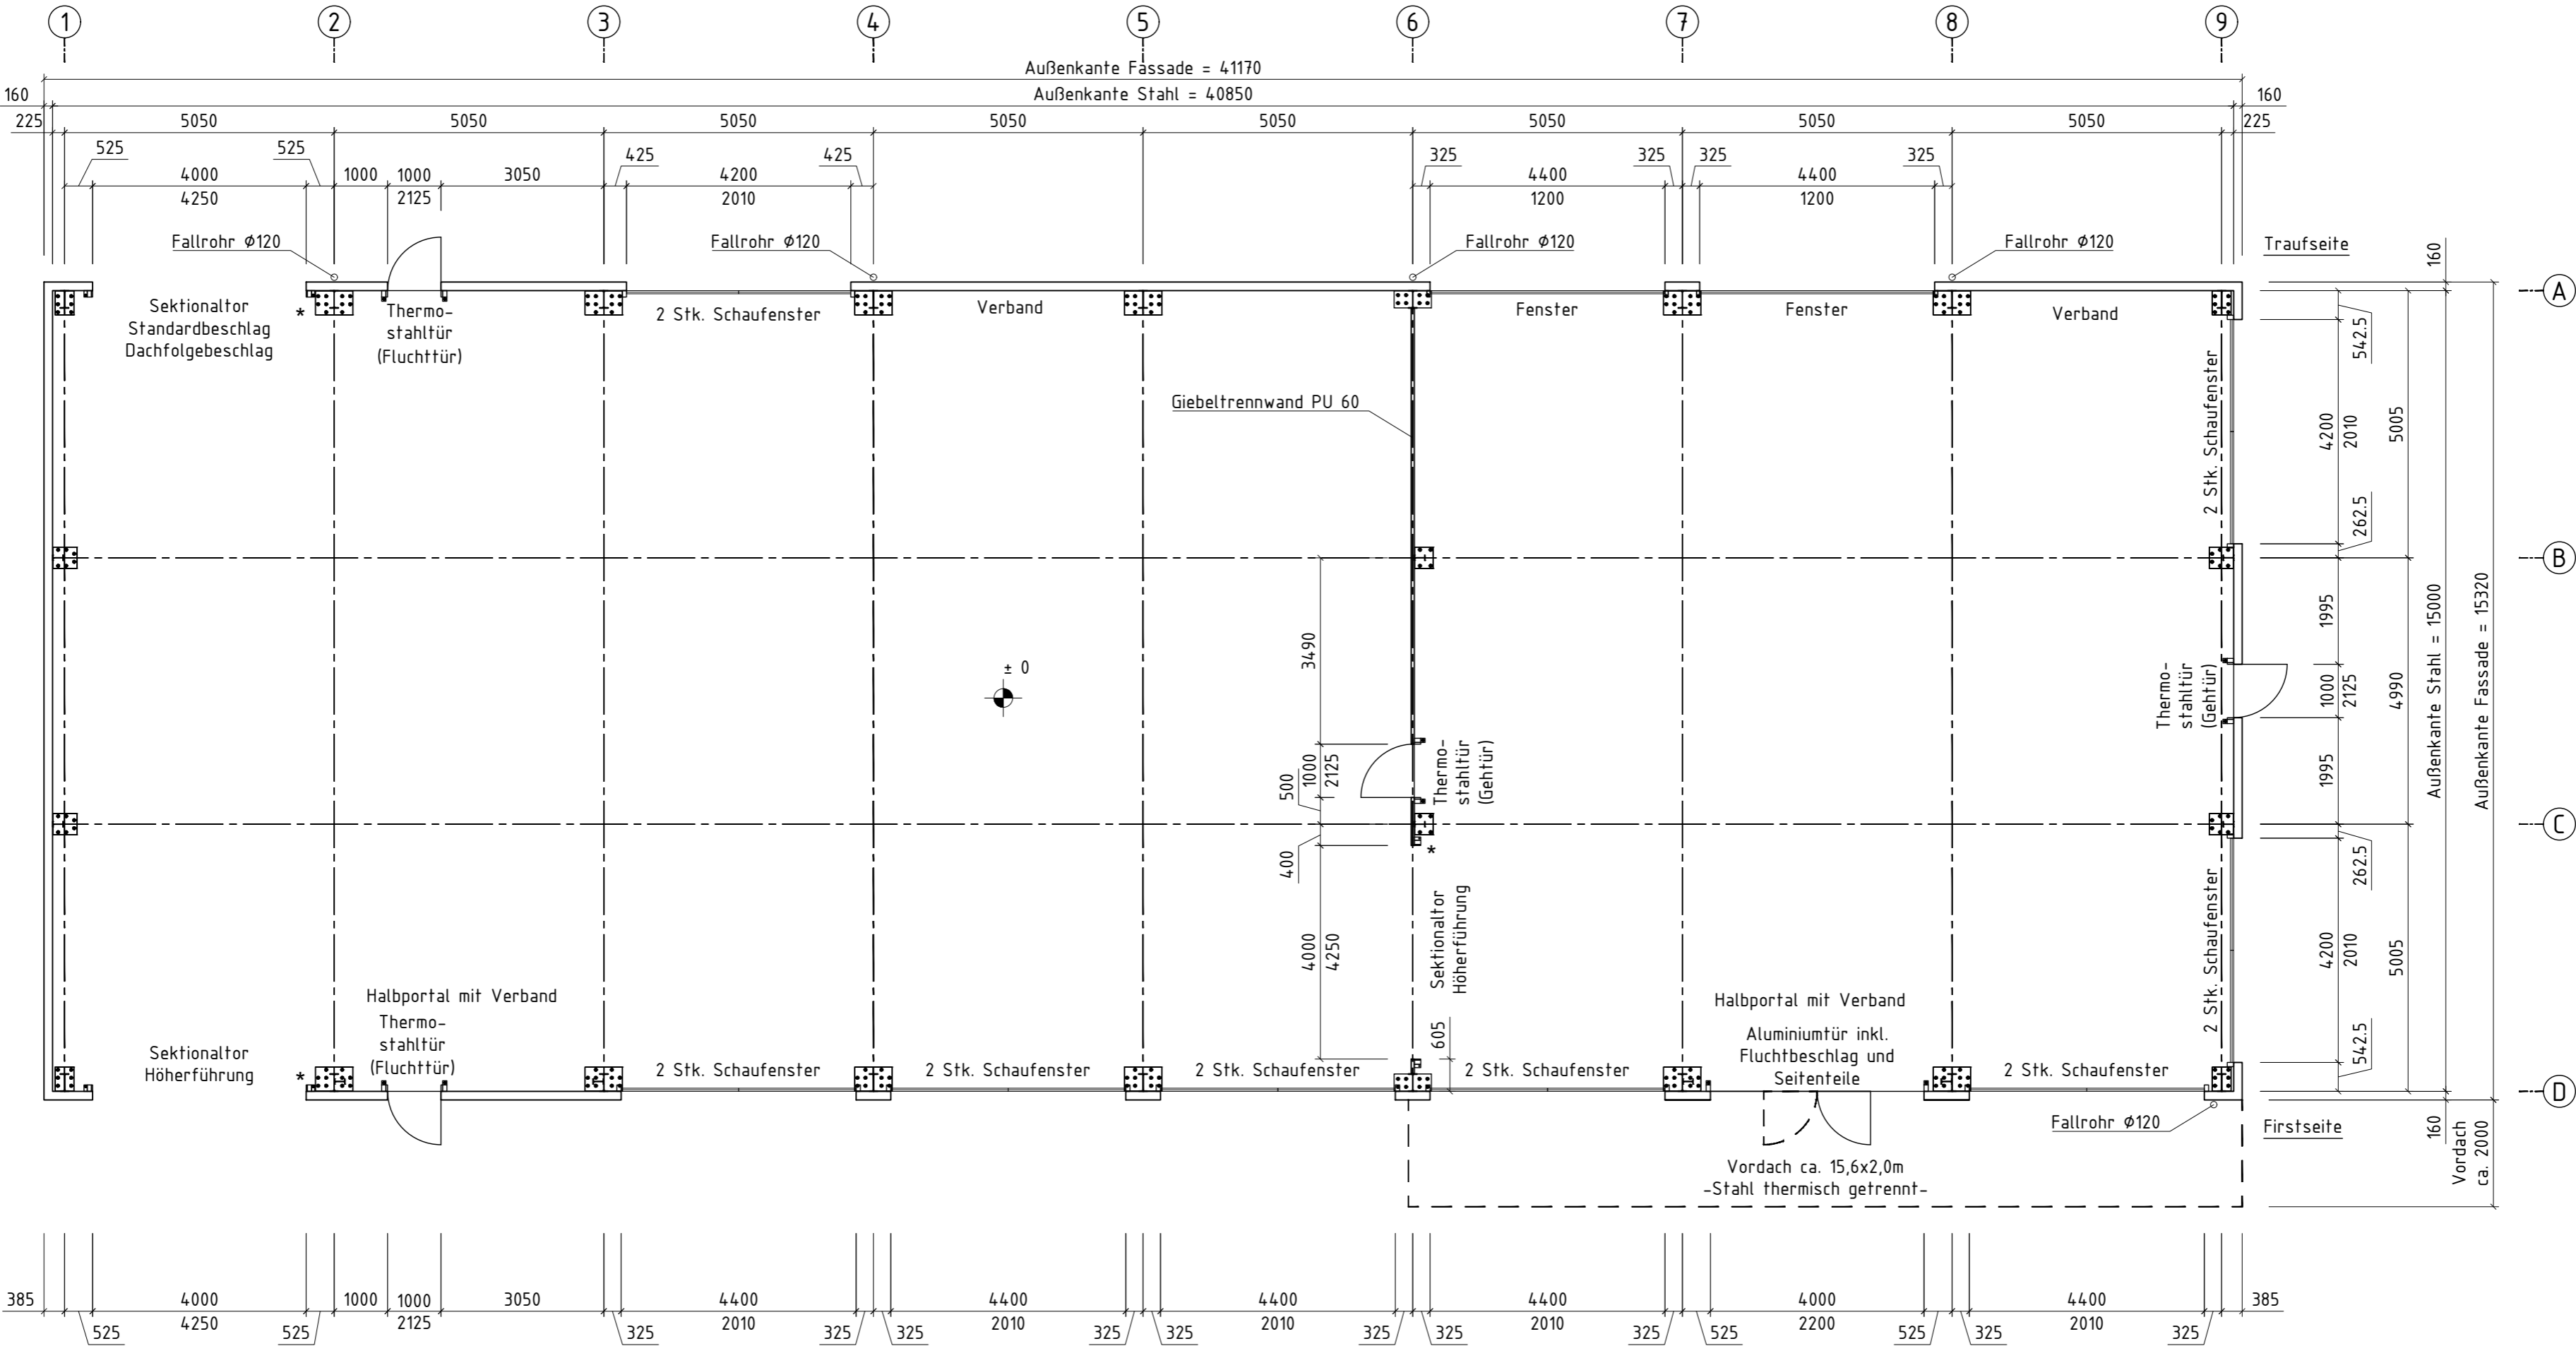 1 2 3 4 5 6 7 8 9
Außenkante Fassade = 41170
160 Außenkante Stahl = 40850 160
225 5050 5050 5050 5050 5050 5050 5050 5050 225
525 525 425 425 325 325 325 325
4000 1000 1000 3050 4200 4400 4400
4250 2125 2010 1200 1200
Fallrohr Ø120 Fallrohr Ø120 Fallrohr Ø120 Fallrohr Ø120 Traufseite
160
A
Sektionaltor
Standardbeschlag
Dachfolgebeschlag
*
Thermo-
stahltür
(Fluchttür)
2 Stk. Schaufenster
Verband
Fenster
Fenster
Verband
542.5
2 Stk. Schaufenster
4200
2010
5005
Giebeltrennwand PU 60
262.5
B
Außenkante Stahl = 15000
Außenkante Fassade = 15320
1995
3490
± 0
Thermo-
stahltür
(Gehtür)
1000
2125
4990
Thermo-
stahltür
(Gehtür)
500
1000
2125
1995
C
400
*
262.5
Sektionaltor
Höherführung
4000
4250
2 Stk. Schaufenster
4200
2010
5005
605
542.5
Halbportal mit Verband
Thermo-
stahltür
(Fluchttür)
Halbportal mit Verband
Aluminiumtür inkl.
Fluchtbeschlag und
Seitenteile
Sektionaltor
Höherführung
*
2 Stk. Schaufenster 2 Stk. Schaufenster 2 Stk. Schaufenster 2 Stk. Schaufenster 2 Stk. Schaufenster
D
Fallrohr Ø120 Firstseite
160
Vordach
ca. 2000
Vordach ca. 15,6x2,0m
-Stahl thermisch getrennt-
385 4000 1000 1000 3050 4400 4400 4400 4400 4000 4400 385
4250 2125 2010 2010 2010 2010 2200 2010
525 525 325 325 325 325 325 325 325 325 525 525 325 325